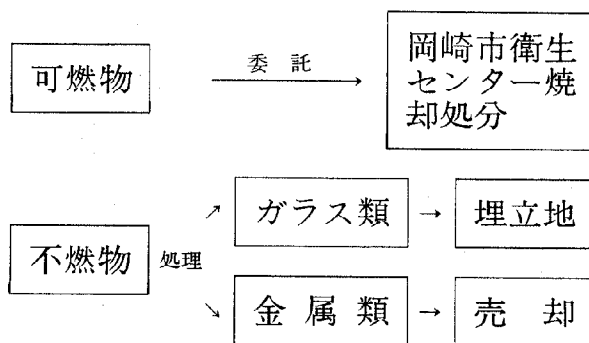 可燃物
委託
岡崎市衛生
センター焼
却処分
不燃物
処理
ガラス類
埋立地
金属類
売却